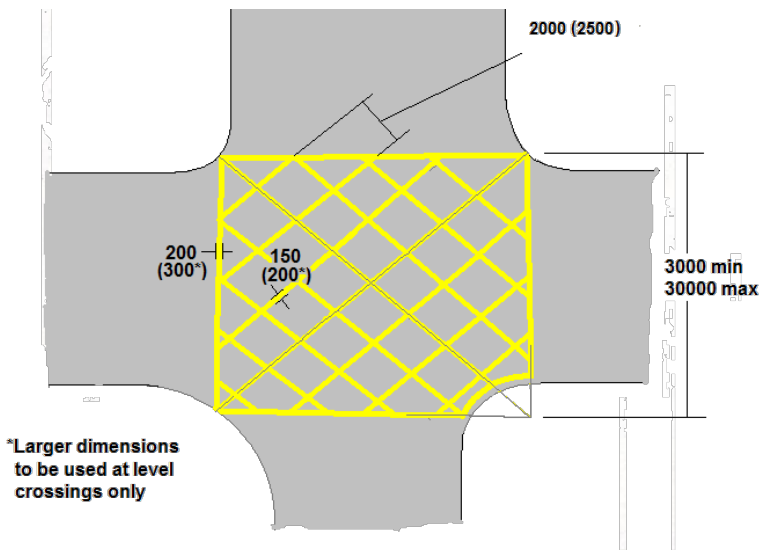 2000 (2500)
200
(300*)
150
(200*)
3000 min
30000 max
*Larger dimensions
to be used at level
crossings only